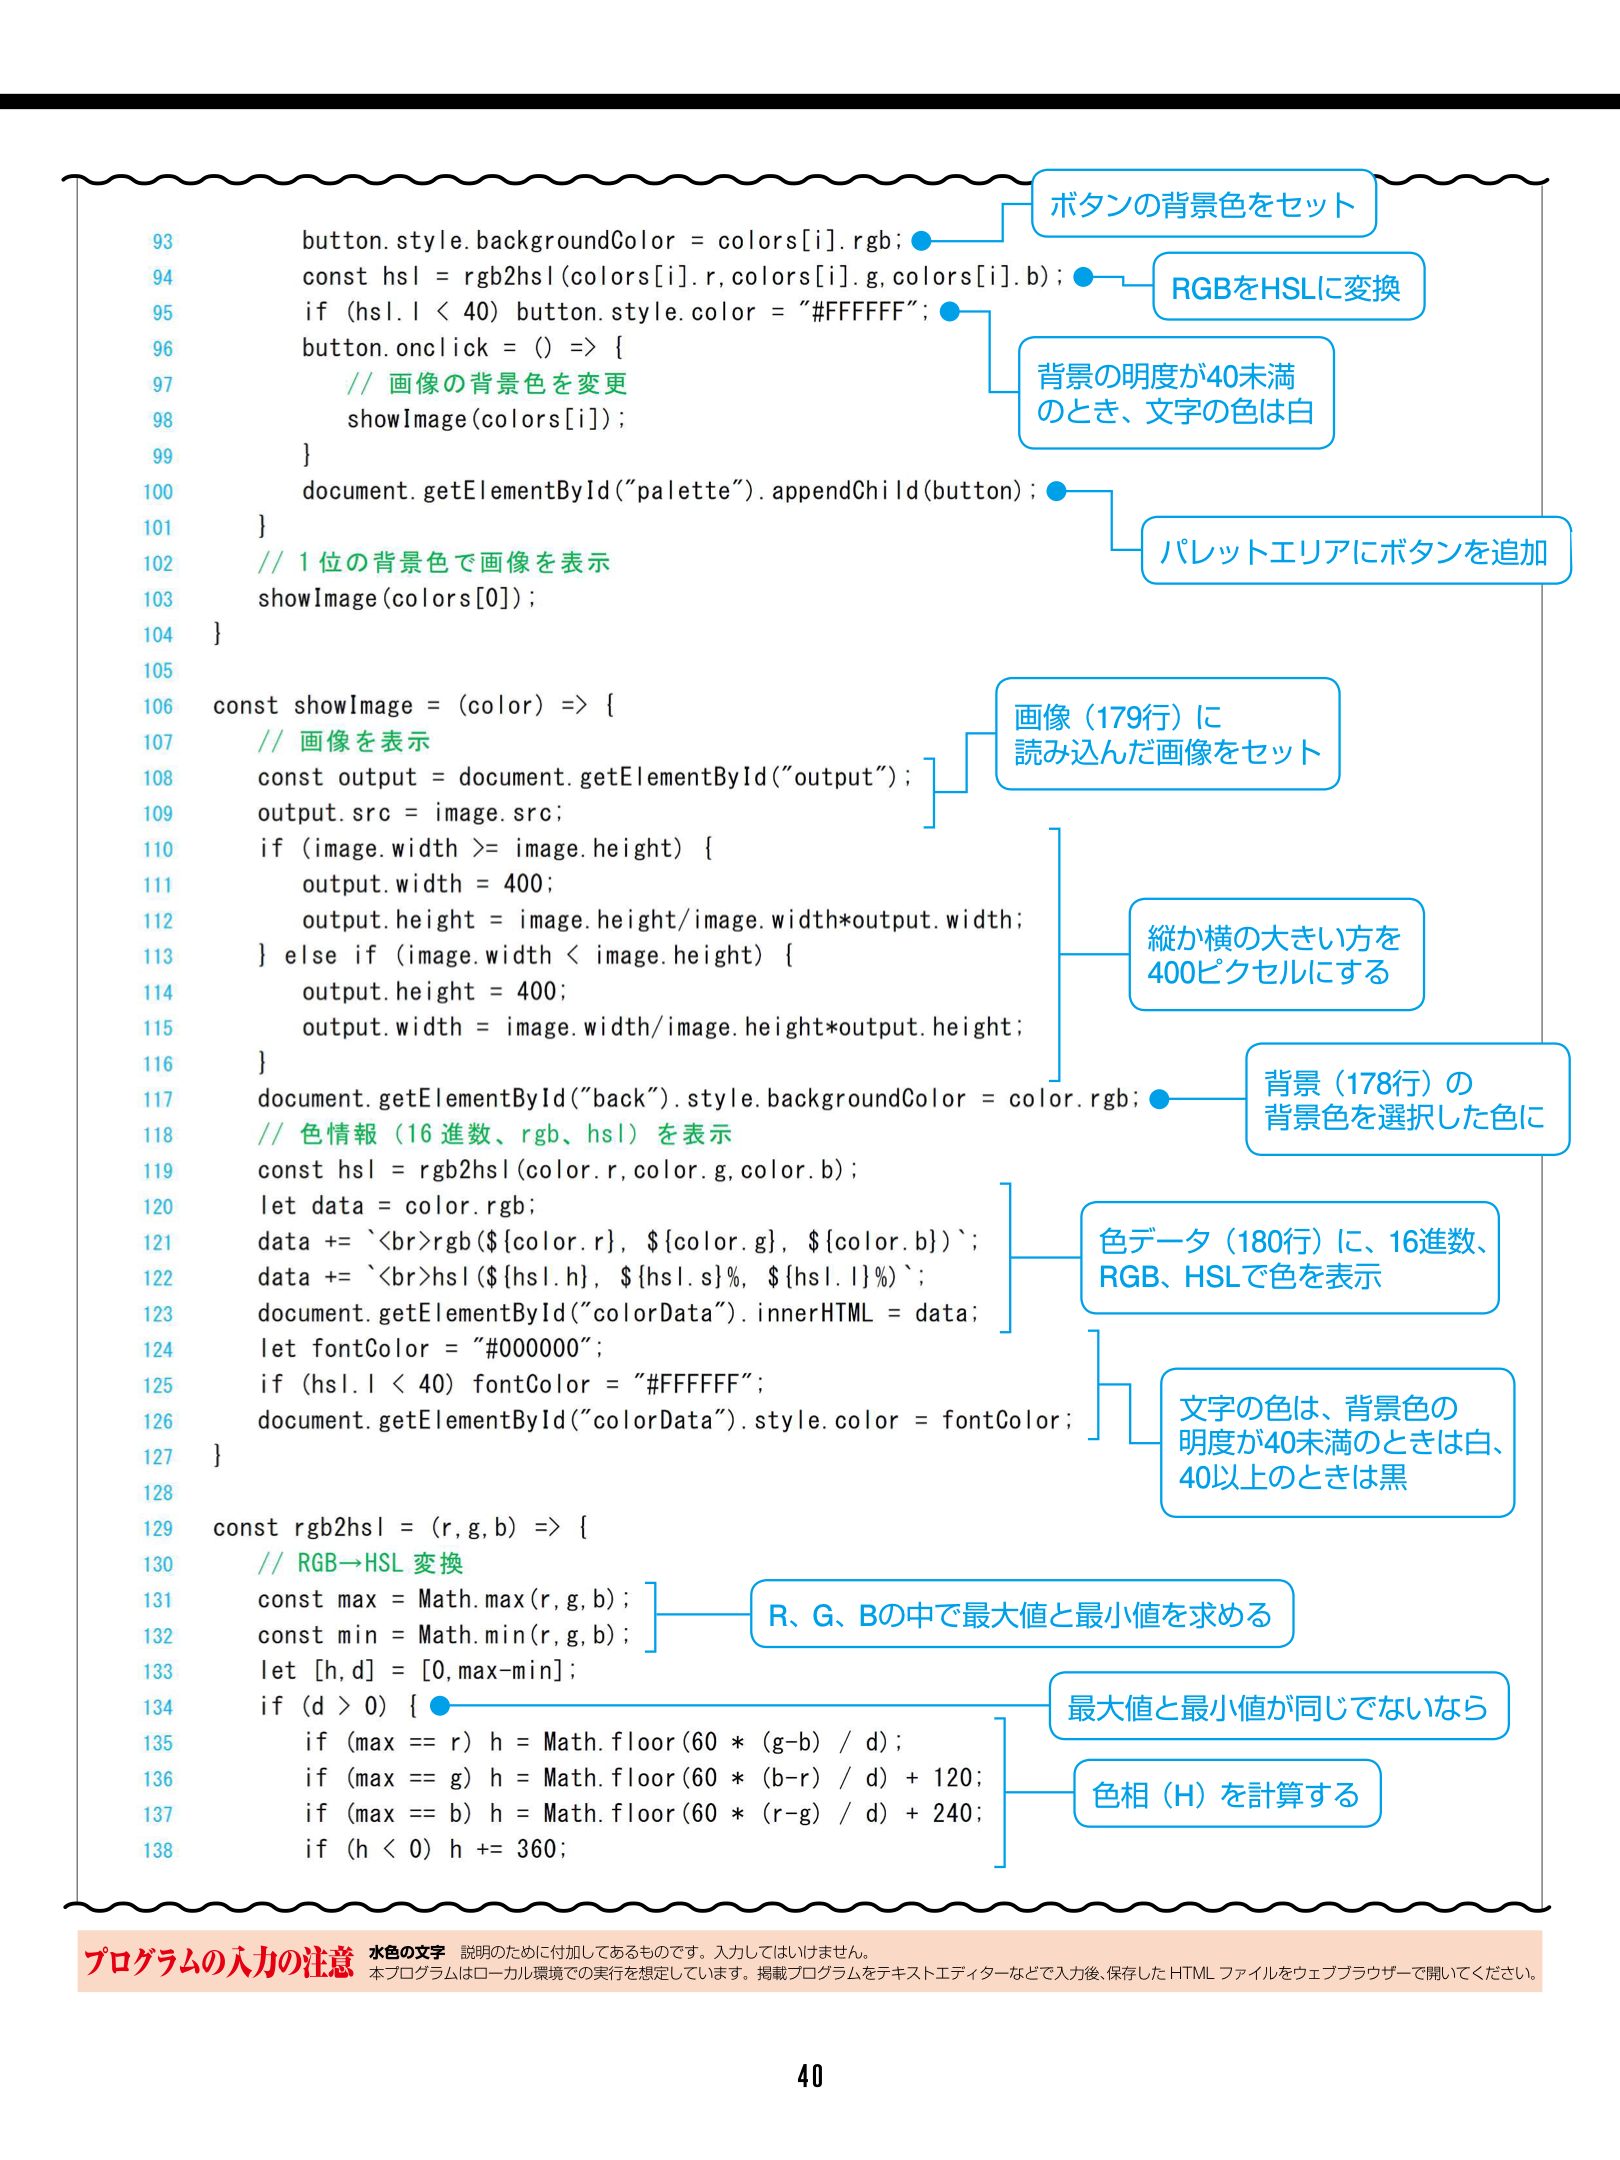 93 button.style.backgroundColor = colors[i].rgb;
ボタンの背景色をセット
94 const hsl = rgb2hsl(colors[i].r,colors[i].g,colors[i].b);
RGBをHSLに変換
95 if (hsl.l < 40) button.style.color = "#FFFFFF";
背景の明度が40未満
のとき、文字の色は白
96 button.onclick = () => {
97 // 画像の背景色を変更
98 showImage(colors[i]);
99 }
100 document.getElementById("palette").appendChild(button);
パレットエリアにボタンを追加
101 }
102 // 1位の背景色で画像を表示
103 showImage(colors[0]);
104 }
105
106 const showImage = (color) => {
107 // 画像を表示
108 const output = document.getElementById("output");
109 output.src = image.src;
画像（179行）に
読み込んだ画像をセット
110 if (image.width >= image.height) {
111 output.width = 400;
112 output.height = image.height/image.width*output.width;
113 } else if (image.width < image.height) {
114 output.height = 400;
115 output.width = image.width/image.height*output.height;
116 }
縦か横の大きい方を
400ピクセルにする
117 document.getElementById("back").style.backgroundColor = color.rgb;
背景（178行）の
背景色を選択した色に
118 // 色情報（16進数、rgb、hsl）を表示
119 const hsl = rgb2hsl(color.r,color.g,color.b);
120 let data = color.rgb;
121 data += `<br>rgb(${color.r}, ${color.g}, ${color.b})`;
122 data += `<br>hsl(${hsl.h}, ${hsl.s}%, ${hsl.l}%)`;
123 document.getElementById("colorData").innerHTML = data;
色データ（180行）に、16進数、
RGB、HSLで色を表示
124 let fontColor = "#000000";
125 if (hsl.l < 40) fontColor = "#FFFFFF";
126 document.getElementById("colorData").style.color = fontColor;
文字の色は、背景色の
明度が40未満のときは白、
40以上のときは黒
127 }
128
129 const rgb2hsl = (r,g,b) => {
130 // RGB→HSL変換
131 const max = Math.max(r,g,b);
132 const min = Math.min(r,g,b);
R、G、Bの中で最大値と最小値を求める
133 let [h,d] = [0,max-min];
134 if (d > 0) {
最大値と最小値が同じでないなら
135 if (max == r) h = Math.floor(60 * (g-b) / d);
136 if (max == g) h = Math.floor(60 * (b-r) / d) + 120;
137 if (max == b) h = Math.floor(60 * (r-g) / d) + 240;
138 if (h < 0) h += 360;
色相（H）を計算する
プログラムの入力の注意
水色の文字 説明のために付加してあるものです。入力してはいけません。
本プログラムはローカル環境での実行を想定しています。掲載プログラムをテキストエディターなどで入力後、保存したHTMLファイルをウェブブラウザーで開いてください。
40